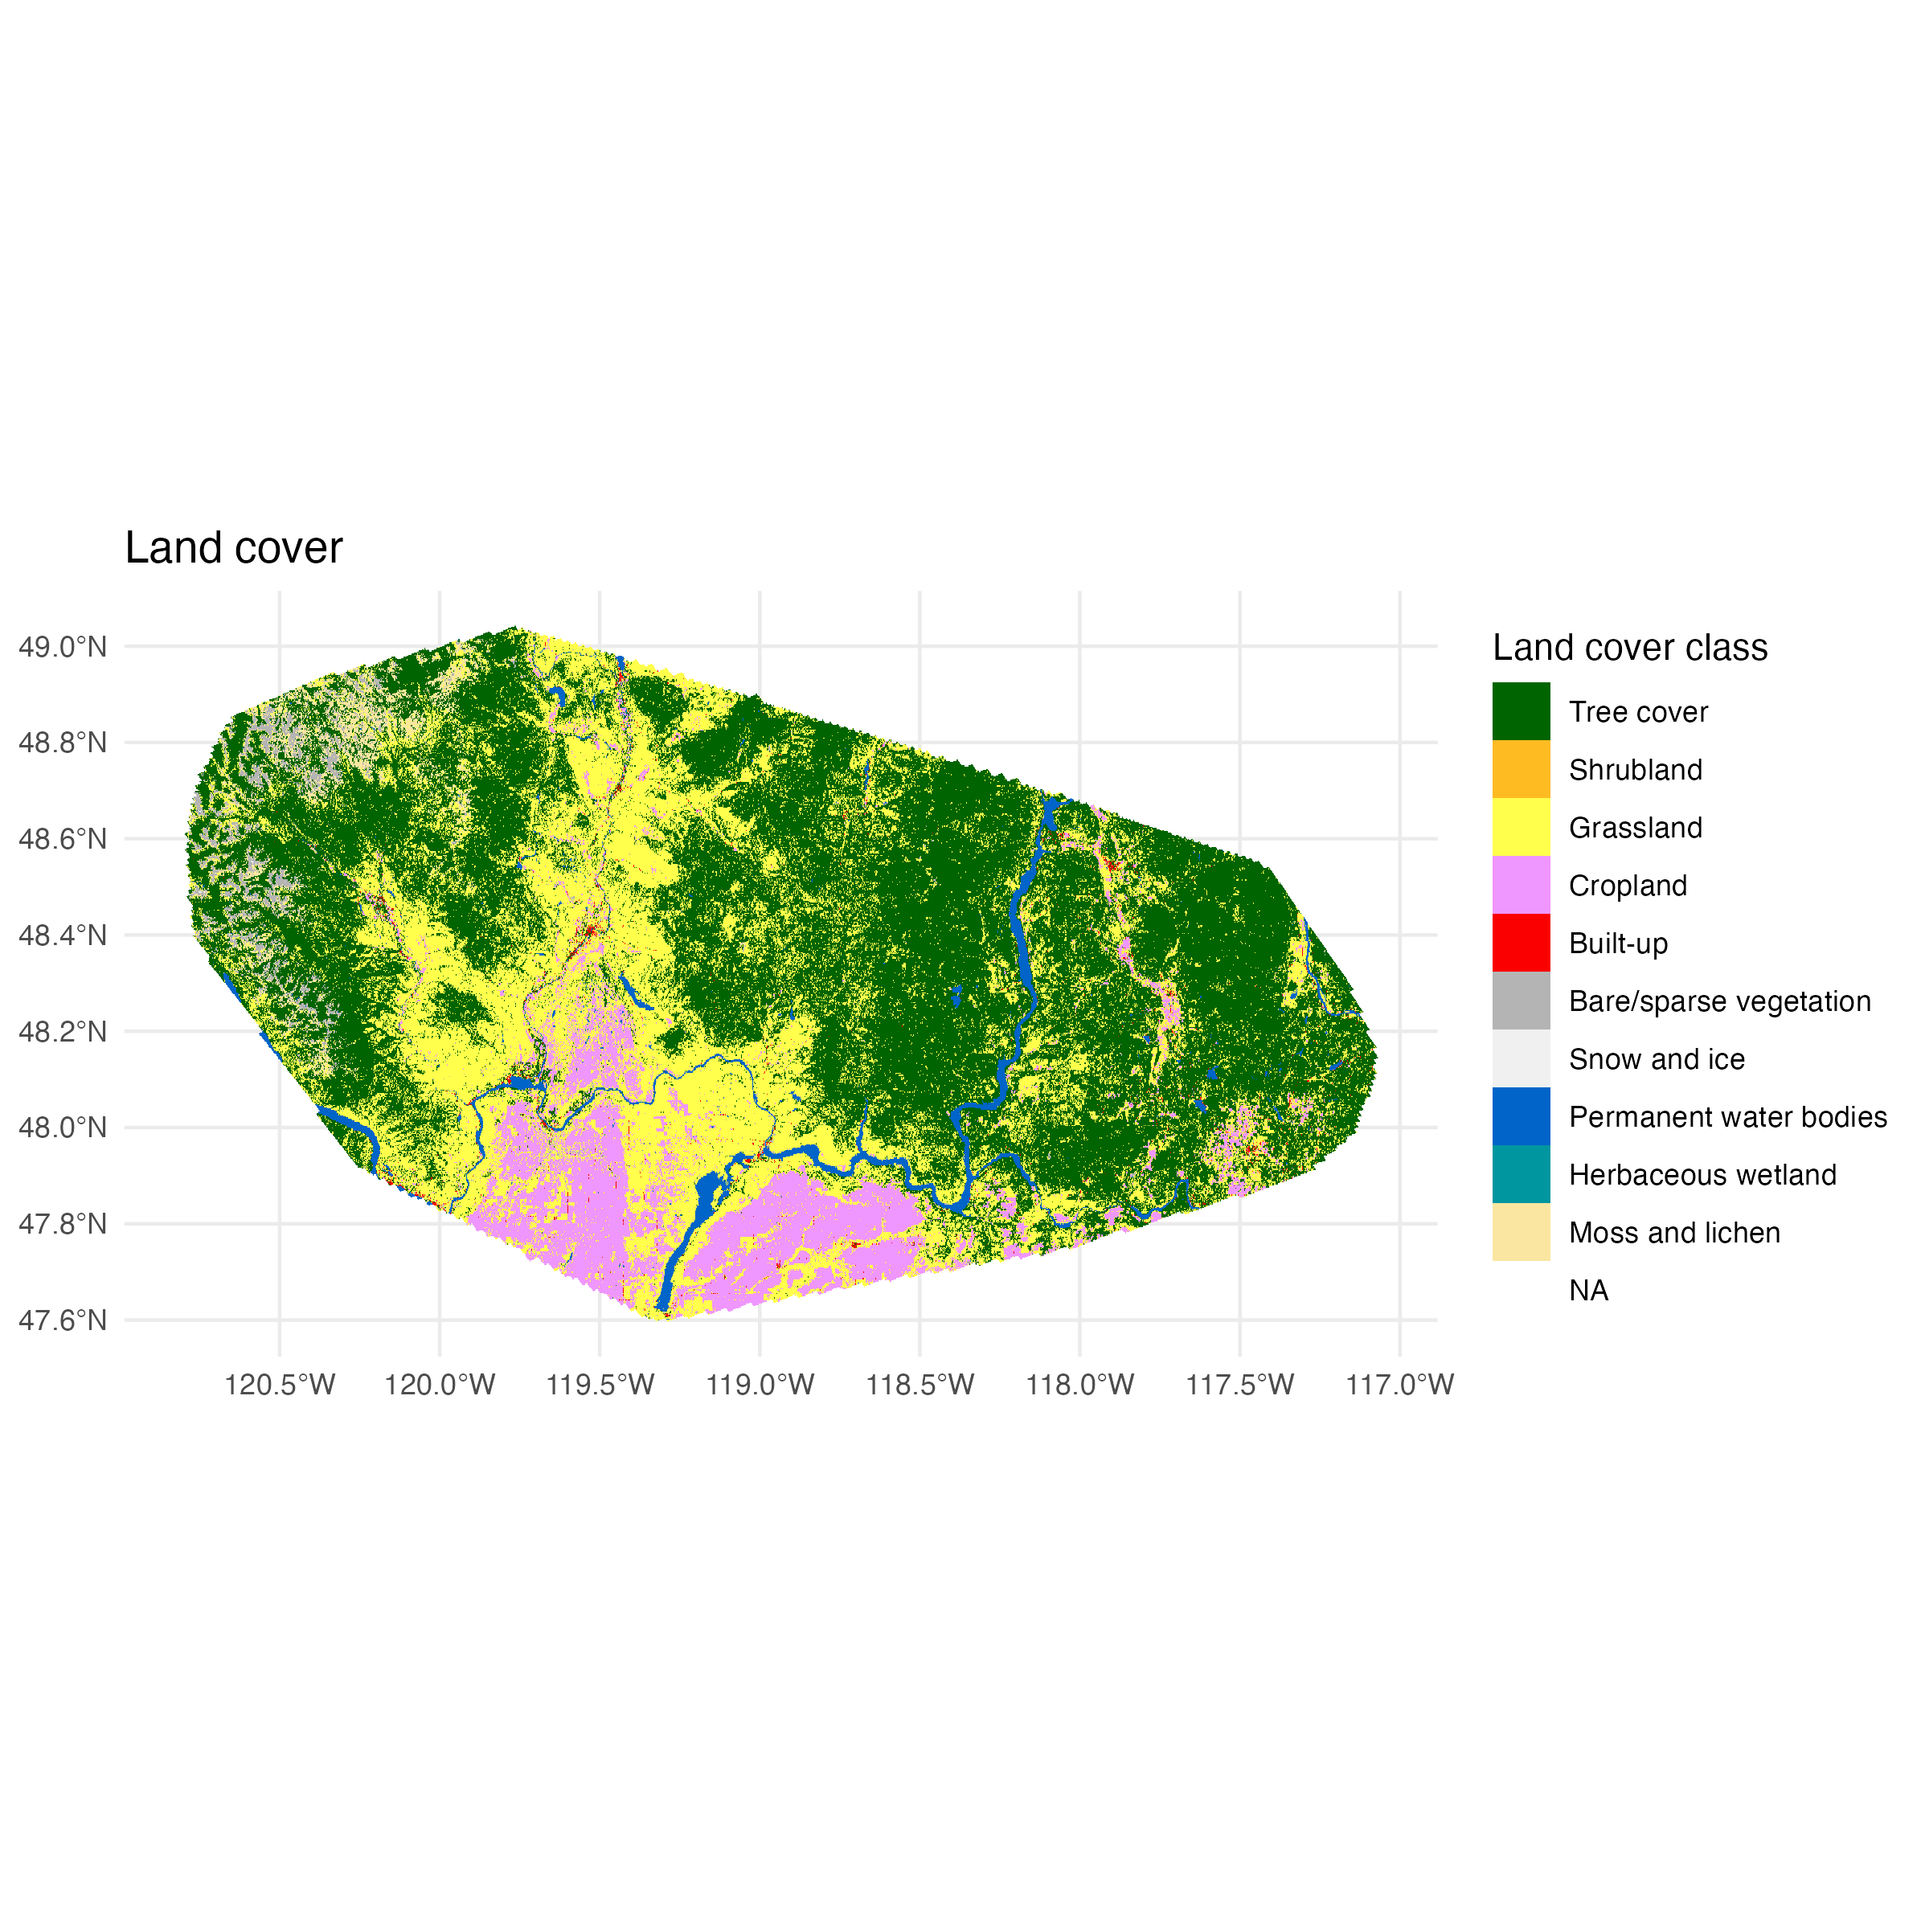 Land cover
49.0°N
48.8°N
48.6°N
48.4°N
48.2°N
48.0°N
47.8°N
47.6°N
120.5°W 120.0°W 119.5°W 119.0°W 118.5°W 118.0°W 117.5°W 117.0°W
Land cover class
Tree cover
Shrubland
Grassland
Cropland
Built-up
Bare/sparse vegetation
Snow and ice
Permanent water bodies
Herbaceous wetland
Moss and lichen
NA